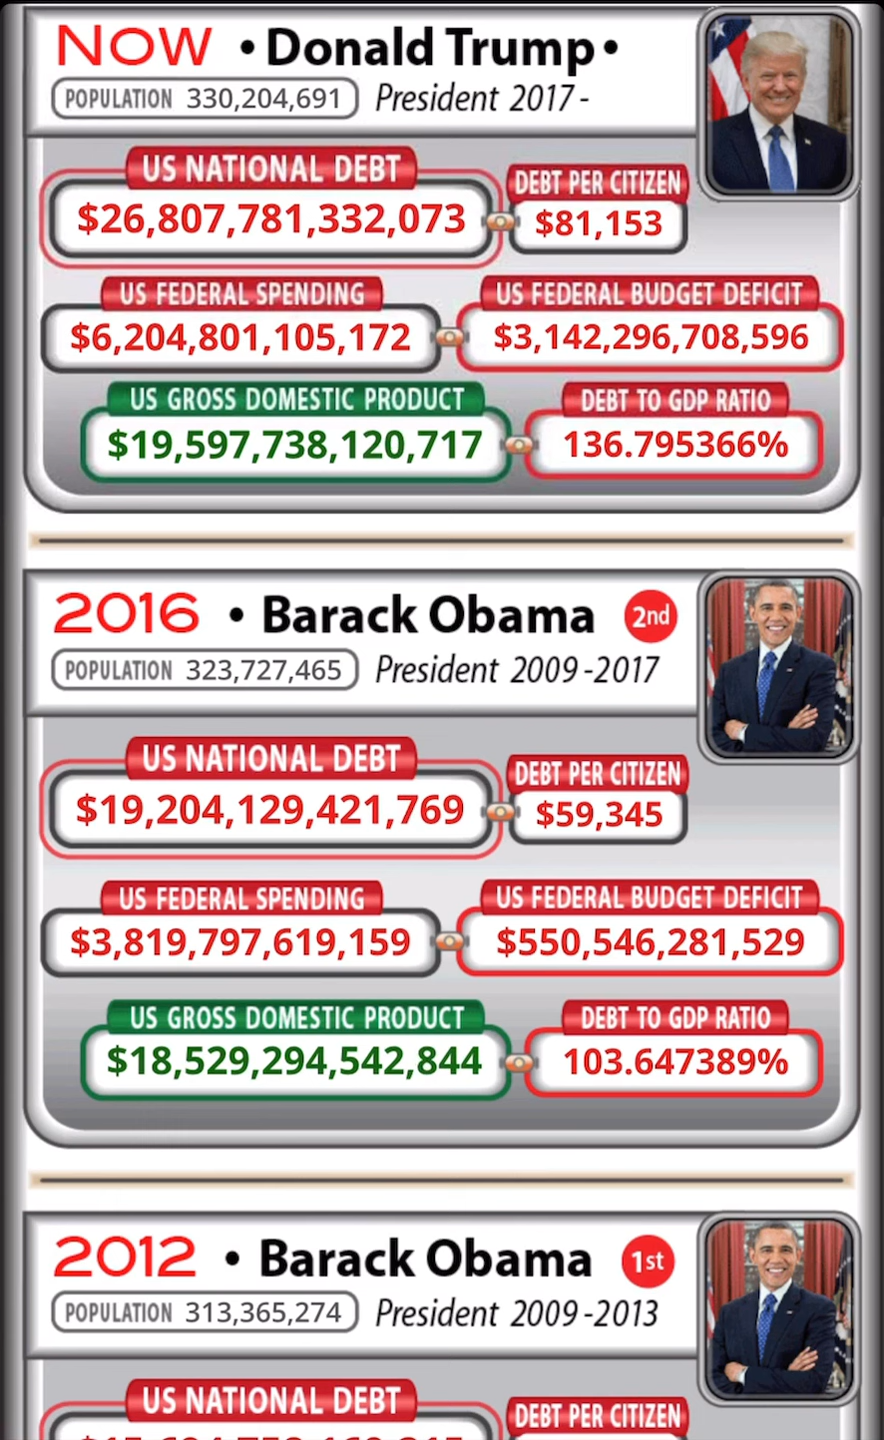 NOW • Donald Trump •
POPULATION 330,204,691 President 2017 -
US NATIONAL DEBT
DEBT PER CITIZEN
$26,807,781,332,073
$81,153
US FEDERAL SPENDING
US FEDERAL BUDGET DEFICIT
$6,204,801,105,172
$3,142,296,708,596
US GROSS DOMESTIC PRODUCT
DEBT TO GDP RATIO
$19,597,738,120,717
136.795366%
2016 • Barack Obama 2nd
POPULATION 323,727,465 President 2009 -2017
US NATIONAL DEBT
DEBT PER CITIZEN
$19,204,129,421,769
$59,345
US FEDERAL SPENDING
US FEDERAL BUDGET DEFICIT
$3,819,797,619,159
$550,546,281,529
US GROSS DOMESTIC PRODUCT
DEBT TO GDP RATIO
$18,529,294,542,844
103.647389%
2012 • Barack Obama 1st
POPULATION 313,365,274 President 2009 -2013
US NATIONAL DEBT
DEBT PER CITIZEN